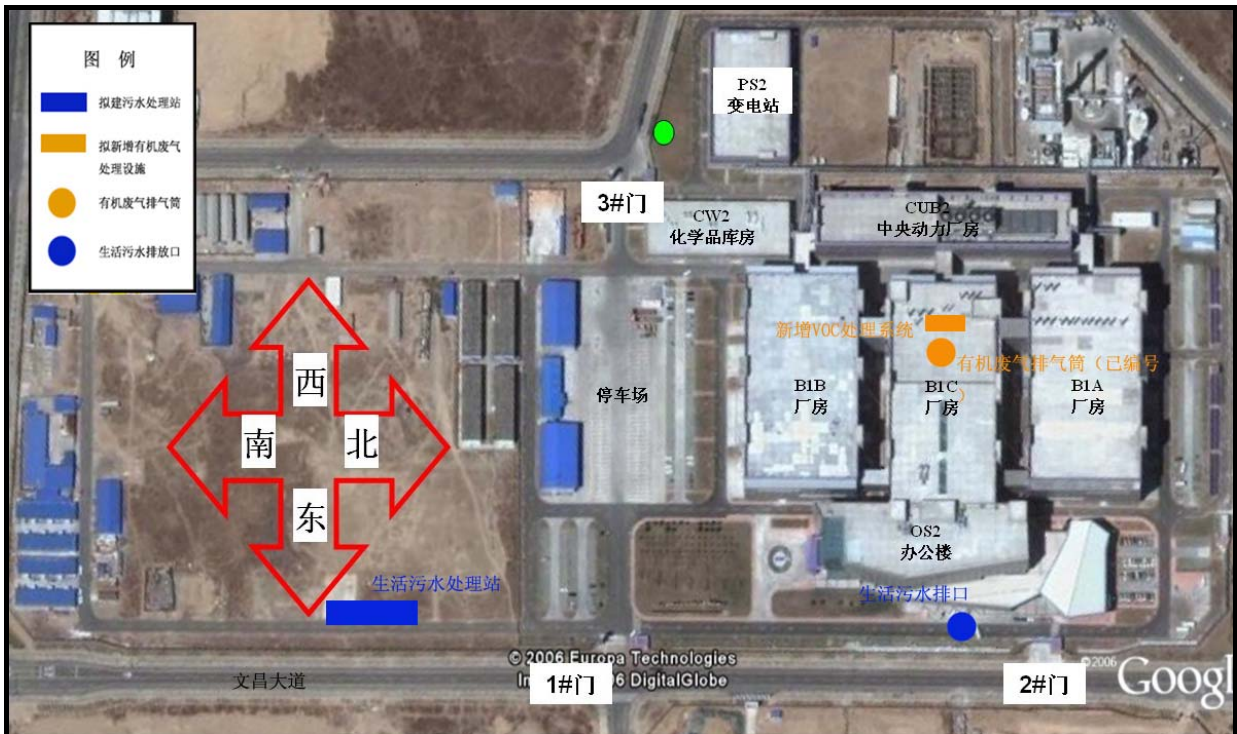 图 例
拟建污水处理站
拟新增有机废气
处理设施
有机废气排气筒
生活污水排放口
PS2
变电站
3#门
CW2
化学品库房
CUB2
中央动力厂房
新增VOC处理系统
有机废气排气筒（已编号
）
停车场
B1B
厂房
B1C
厂房
B1A
厂房
西
南
北
东
OS2
办公楼
生活污水处理站
生活污水排口
文昌大道
© 2006 Europa Technologies
6 DigitalGlobe
1#门
2#门
©2006
Googl